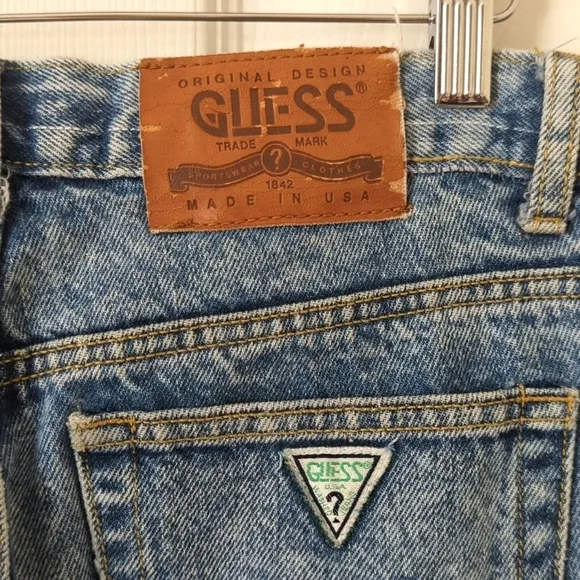 ORIGINAL DESIGN
GUESS®
TRADE MARK
SPORTSWEAR ? CLOTHES
1842
MADE IN USA
GUESS®
U.S.A.
?